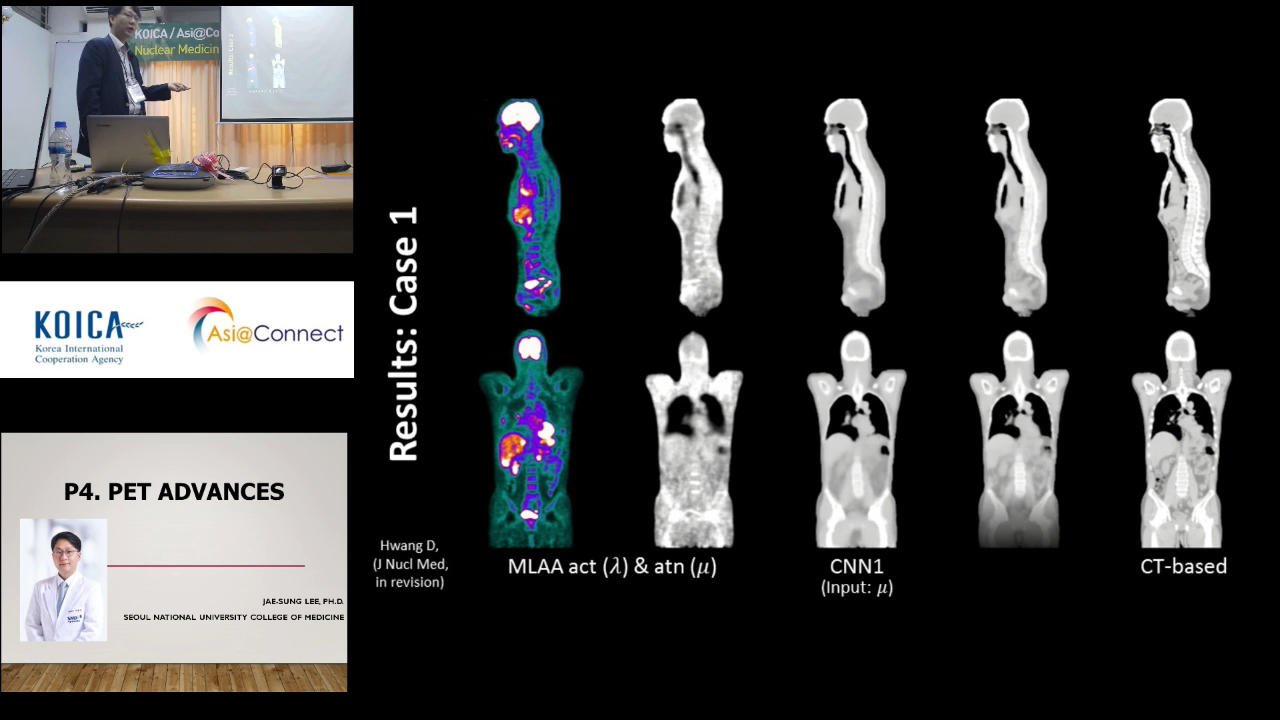 KOICA / Asi@Co
Nuclear Medicin
KOICA
Korea International
Cooperation Agency
Asi@Connect
P4. PET ADVANCES
JAE-SUNG LEE, PH.D.
SEOUL NATIONAL UNIVERSITY COLLEGE OF MEDICINE
Results: Case 1
Hwang D,
(J Nucl Med,
in revision)
MLAA act (λ) & atn (μ)
CNN1
(Input: μ)
CT-based